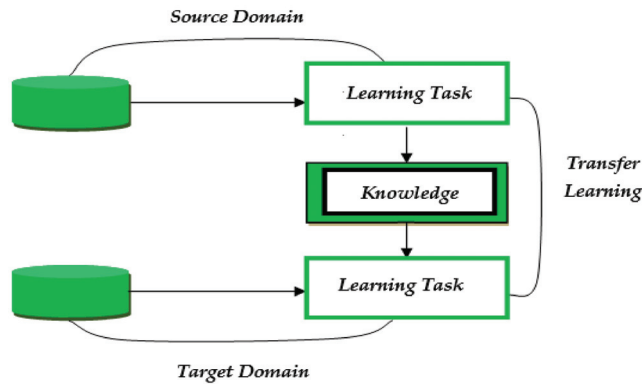 Source Domain
Learning Task
Transfer
Learning
Knowledge
Learning Task
Target Domain